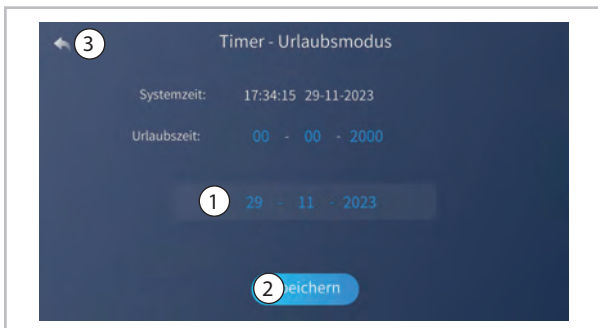 3 Timer - Urlaubsmodus
Systemzeit: 17:34:15 29-11-2023
Urlaubszeit: 00 - 00 - 2000
1 29 - 11 - 2023
2 eichern